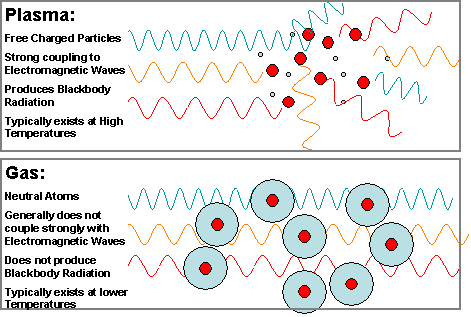 Plasma:
Free Charged Particles
Strong coupling to
Electromagnetic Waves
Produces Blackbody
Radiation
Typically exists at High
Temperatures
Gas:
Neutral Atoms
Generally does not
couple strongly with
Electromagnetic Waves
Does not produce
Blackbody Radiation
Typically exists at lower
Temperatures